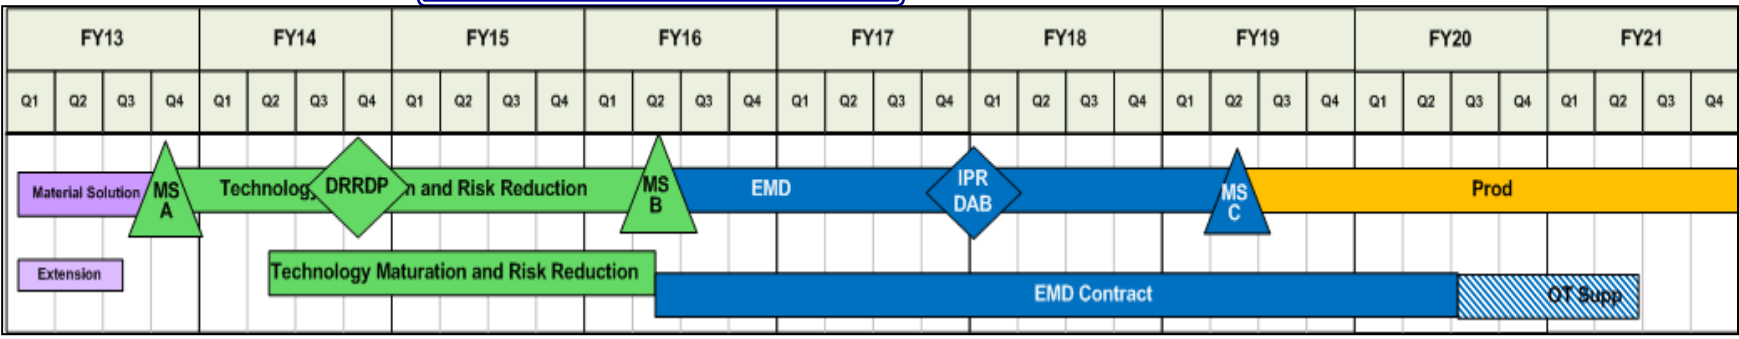 FY13 FY14 FY15 FY16 FY17 FY18 FY19 FY20 FY21
Q1 Q2 Q3 Q4 Q1 Q2 Q3 Q4 Q1 Q2 Q3 Q4 Q1 Q2 Q3 Q4 Q1 Q2 Q3 Q4 Q1 Q2 Q3 Q4 Q1 Q2 Q3 Q4 Q1 Q2 Q3 Q4 Q1 Q2 Q3 Q4
Material Solution
MS
A
Technolog
DRRDP
n and Risk Reduction
MS
B
EMD
IPR
DAB
MS
C
Prod
Extension
Technology Maturation and Risk Reduction
EMD Contract
OT Supp